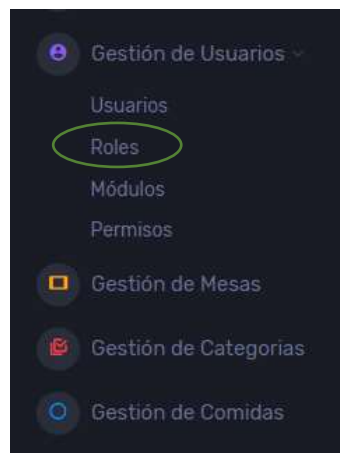 Gestión de Usuarios
Usuarios
Roles
Módulos
Permisos
Gestión de Mesas
Gestión de Categorias
Gestión de Comidas